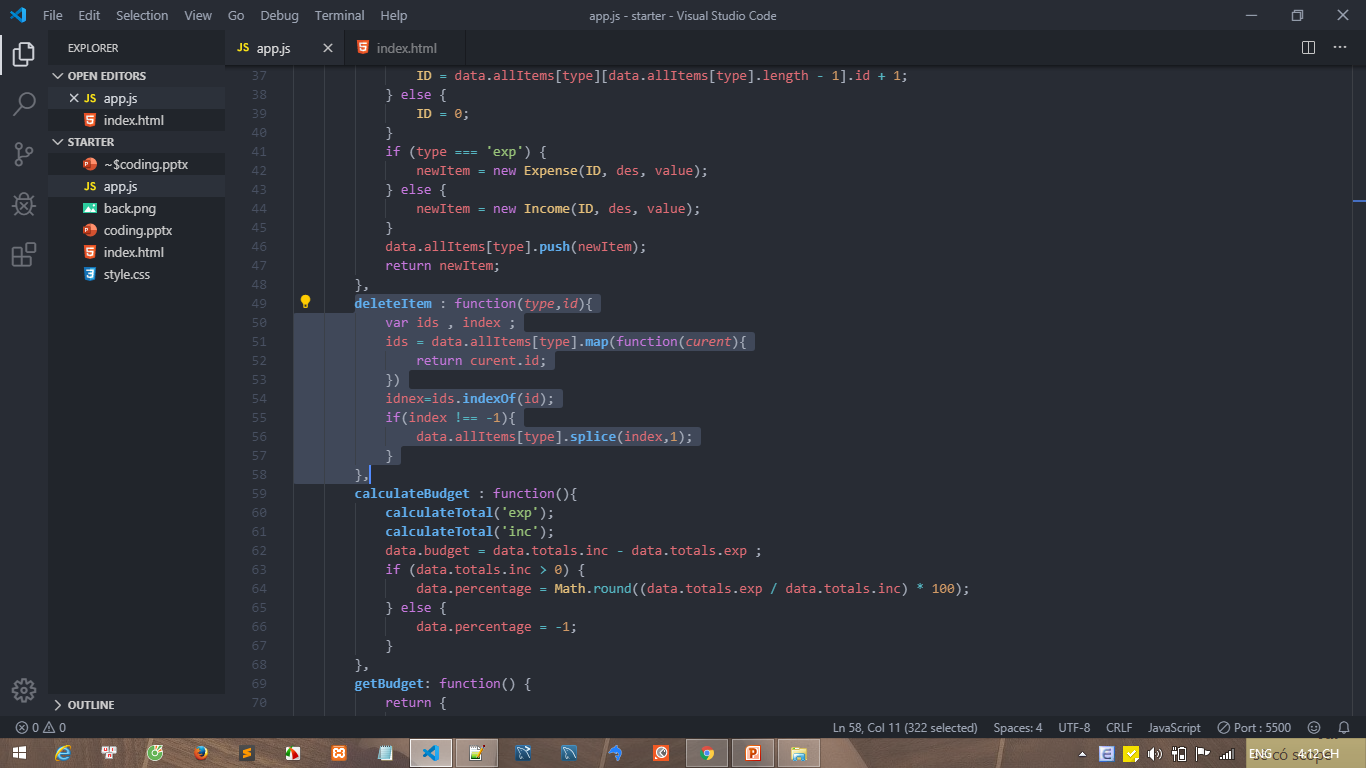 File Edit Selection View Go Debug Terminal Help
app.js - starter - Visual Studio Code
EXPLORER
OPEN EDITORS
JS app.js
index.html
STARTER
~$coding.pptx
JS app.js
back.png
coding.pptx
index.html
style.css
OUTLINE
JS app.js
index.html
37 ID = data.allItems[type][data.allItems[type].length - 1].id + 1;
38 } else {
39 ID = 0;
40 }
41 if (type === 'exp') {
42 newItem = new Expense(ID, des, value);
43 } else {
44 newItem = new Income(ID, des, value);
45 }
46 data.allItems[type].push(newItem);
47 return newItem;
48 },
49 deleteItem : function(type,id){
50 var ids , index ;
51 ids = data.allItems[type].map(function(curent){
52 return curent.id;
53 })
54 idnex=ids.indexOf(id);
55 if(index !== -1){
56 data.allItems[type].splice(index,1);
57 }
58 },
59 calculateBudget : function(){
60 calculateTotal('exp');
61 calculateTotal('inc');
62 data.budget = data.totals.inc - data.totals.exp ;
63 if (data.totals.inc > 0) {
64 data.percentage = Math.round((data.totals.exp / data.totals.inc) * 100);
65 } else {
66 data.percentage = -1;
67 }
68 },
69 getBudget: function() {
70 return {
0 0
Ln 58, Col 11 (322 selected) Spaces: 4 UTF-8 CRLF JavaScript Port : 5500
ENG 4:12 CH